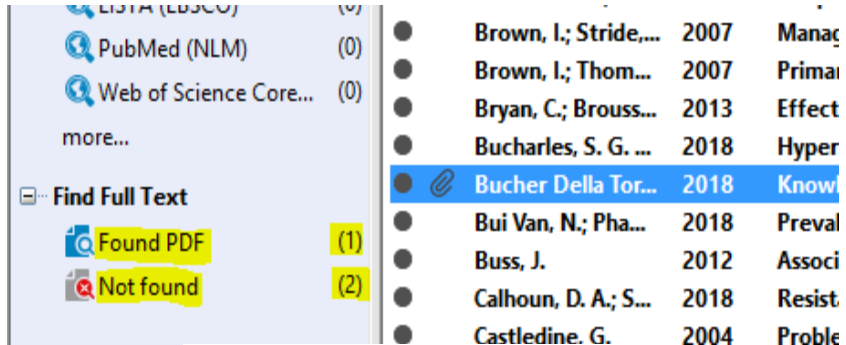 LISTA (EBSCO) (0)
PubMed (NLM) (0)
Web of Science Core... (0)
more...
Find Full Text
Found PDF (1)
Not found (2)
Brown, I.; Stride,... 2007 Manag
Brown, I.; Thom... 2007 Primar
Bryan, C.; Brouss... 2013 Effect
Bucharles, S. G. ... 2018 Hyper
Bucher Della Tor... 2018 Knowl
Bui Van, N.; Pha... 2018 Preval
Buss, J. 2012 Associ
Calhoun, D. A.; S... 2018 Resist
Castledine, G. 2004 Proble